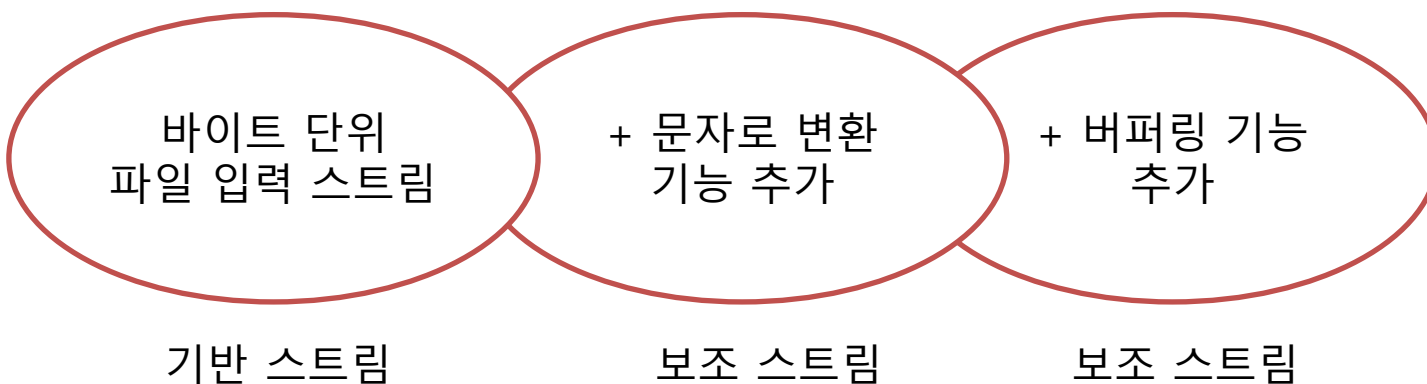 바이트 단위
파일 입력 스트림
+ 문자로 변환
기능 추가
+ 버퍼링 기능
추가
기반 스트림
보조 스트림
보조 스트림